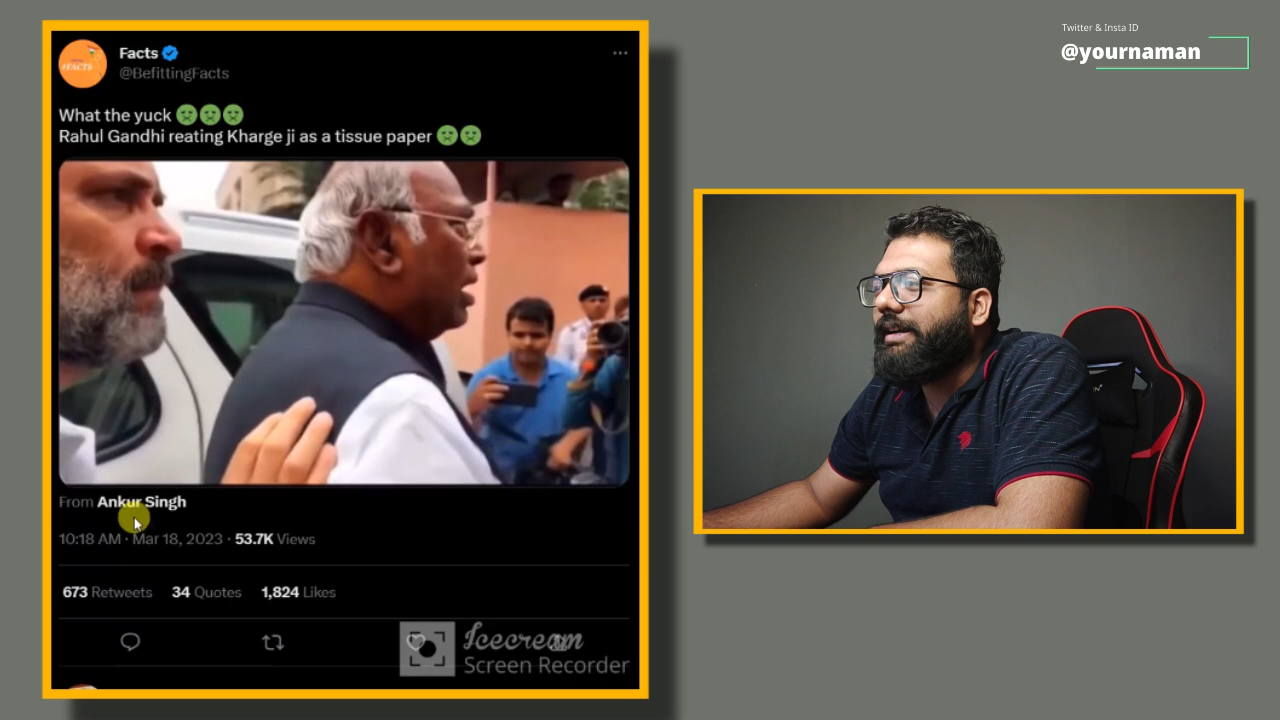 Facts
@BefittingFacts
What the yuck
Rahul Gandhi reating Kharge ji as a tissue paper
From Ankur Singh
10:18 AM · Mar 18, 2023 · 53.7K Views
673 Retweets 34 Quotes 1,824 Likes
Icecream
Screen Recorder
Twitter & Insta ID
@yournaman